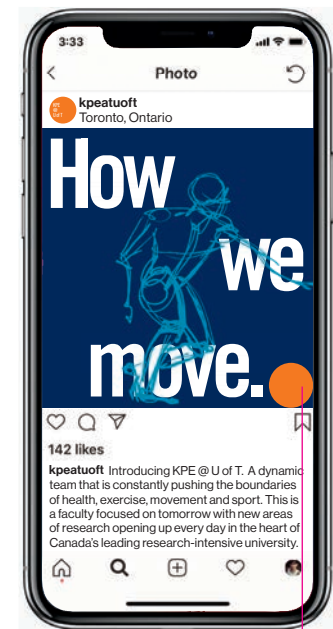 3:33
Photo
KPE
@
UofT
kpeatuoft
Toronto, Ontario
How
we
move.
142 likes
kpeatuoft Introducing KPE @ U of T. A dynamic
team that is constantly pushing the boundaries
of health, exercise, movement and sport. This is
a faculty focused on tomorrow with new areas
of research opening up every day in the heart of
Canada's leading research-intensive university.